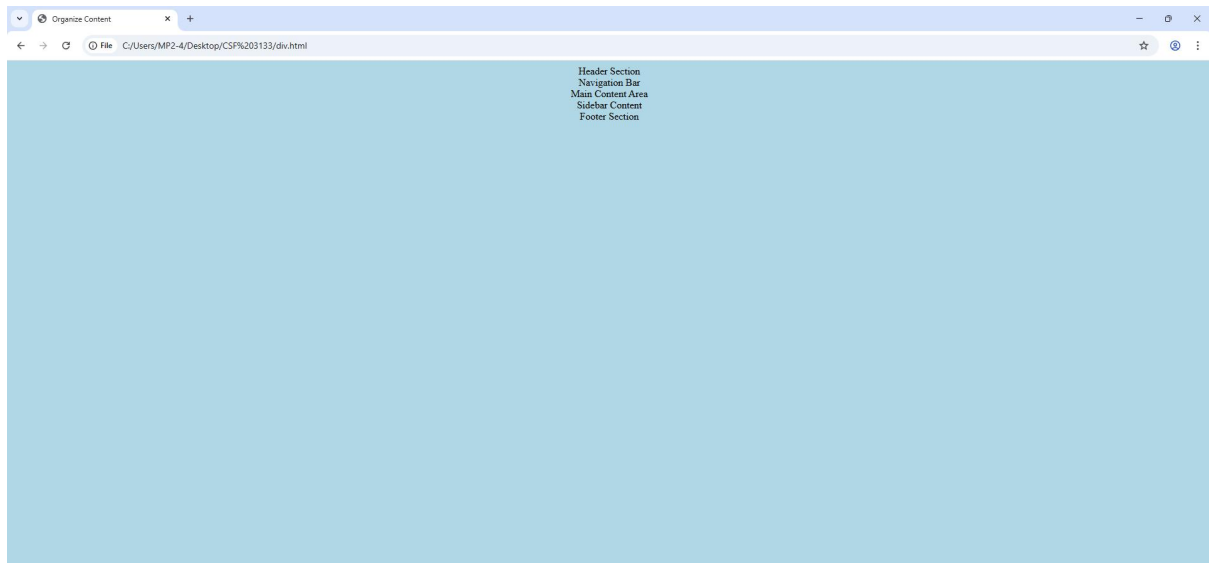 Organize Content
File C:/Users/MP2-4/Desktop/CSF%203133/div.html
Header Section
Navigation Bar
Main Content Area
Sidebar Content
Footer Section